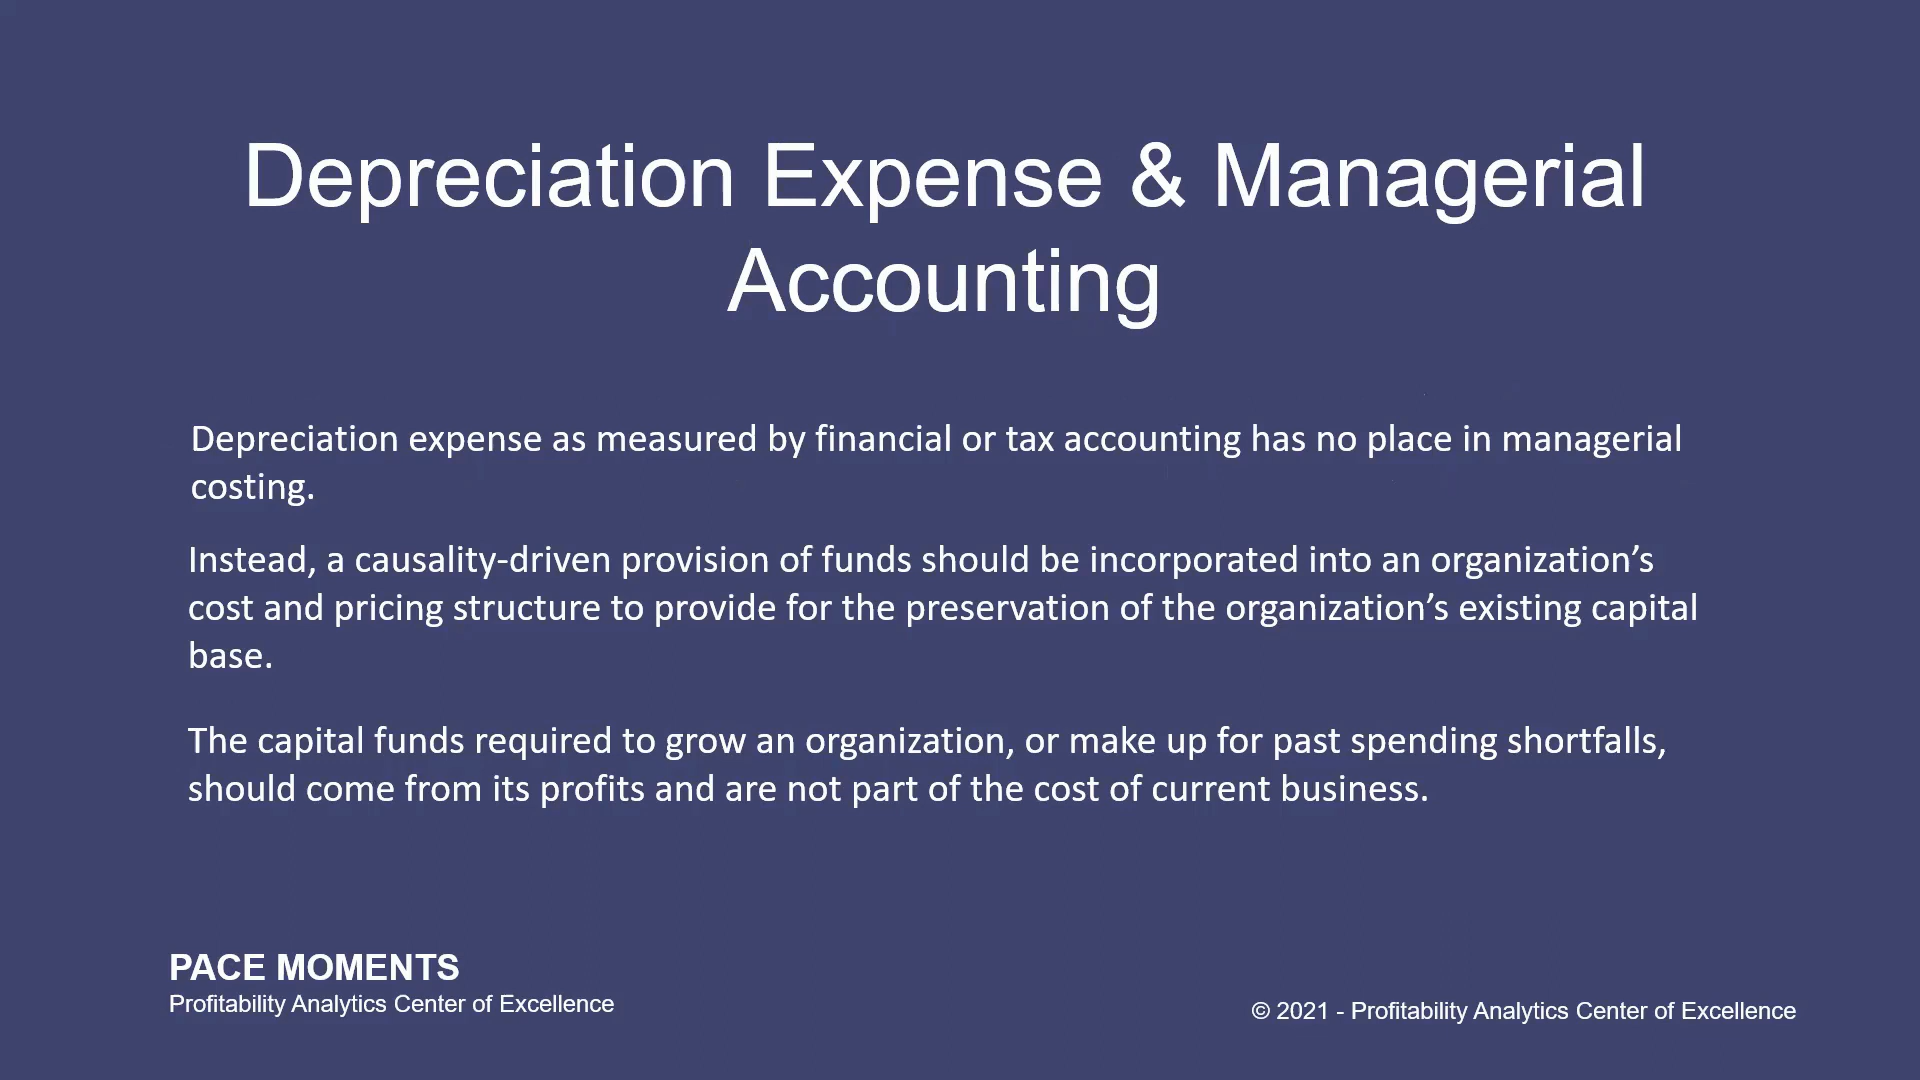 Depreciation Expense & Managerial
Accounting
Depreciation expense as measured by financial or tax accounting has no place in managerial
costing.
Instead, a causality-driven provision of funds should be incorporated into an organization’s
cost and pricing structure to provide for the preservation of the organization’s existing capital
base.
The capital funds required to grow an organization, or make up for past spending shortfalls,
should come from its profits and are not part of the cost of current business.
PACE MOMENTS
Profitability Analytics Center of Excellence
© 2021 - Profitability Analytics Center of Excellence